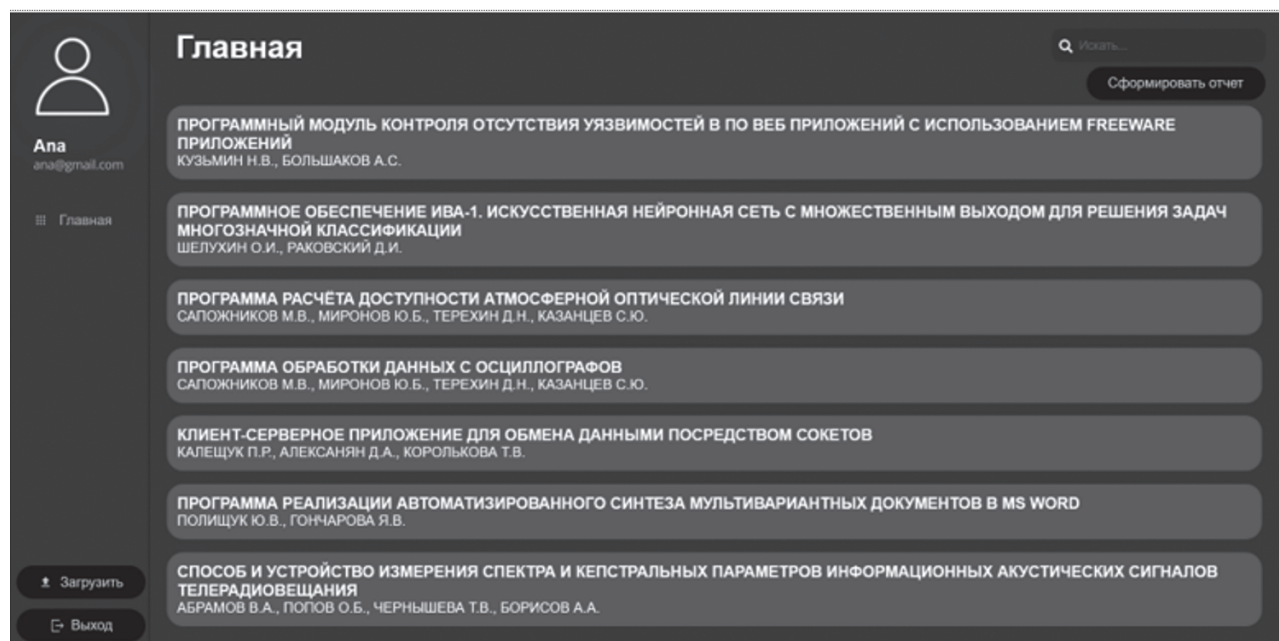 Ana
ana@gmail.com
Главная
Загрузить
Выход
Главная
Искать...
Сформировать отчет
ПРОГРАММНЫЙ МОДУЛЬ КОНТРОЛЯ ОТСУТСТВИЯ УЯЗВИМОСТЕЙ В ПО ВЕБ ПРИЛОЖЕНИЙ С ИСПОЛЬЗОВАНИЕМ FREEWARE
ПРИЛОЖЕНИЙ
КУЗЬМИН Н.В., БОЛЬШАКОВ А.С.
ПРОГРАММНОЕ ОБЕСПЕЧЕНИЕ ИВА-1. ИСКУССТВЕННАЯ НЕЙРОННАЯ СЕТЬ С МНОЖЕСТВЕННЫМ ВЫХОДОМ ДЛЯ РЕШЕНИЯ ЗАДАЧ
МНОГОЗНАЧНОЙ КЛАССИФИКАЦИИ
ШЕЛУХИН О.И., РАКОВСКИЙ Д.И.
ПРОГРАММА РАСЧЁТА ДОСТУПНОСТИ АТМОСФЕРНОЙ ОПТИЧЕСКОЙ ЛИНИИ СВЯЗИ
САПОЖНИКОВ М.В., МИРОНОВ Ю.Б., ТЕРЕХИН Д.Н., КАЗАНЦЕВ С.Ю.
ПРОГРАММА ОБРАБОТКИ ДАННЫХ С ОСЦИЛЛОГРАФОВ
САПОЖНИКОВ М.В., МИРОНОВ Ю.Б., ТЕРЕХИН Д.Н., КАЗАНЦЕВ С.Ю.
КЛИЕНТ-СЕРВЕРНОЕ ПРИЛОЖЕНИЕ ДЛЯ ОБМЕНА ДАННЫМИ ПОСРЕДСТВОМ СОКЕТОВ
КАЛЕЩУК П.Р., АЛЕКСАНЯН Д.А., КОРОЛЬКОВА Т.В.
ПРОГРАММА РЕАЛИЗАЦИИ АВТОМАТИЗИРОВАННОГО СИНТЕЗА МУЛЬТИВАРИАНТНЫХ ДОКУМЕНТОВ В MS WORD
ПОЛИЩУК Ю.В., ГОНЧАРОВА Я.В.
СПОСОБ И УСТРОЙСТВО ИЗМЕРЕНИЯ СПЕКТРА И КЕПСТРАЛЬНЫХ ПАРАМЕТРОВ ИНФОРМАЦИОННЫХ АКУСТИЧЕСКИХ СИГНАЛОВ
ТЕЛЕРАДИОВЕЩАНИЯ
АБРАМОВ В.А., ПОПОВ О.Б., ЧЕРНЫШЕВА Т.В., БОРИСОВ А.А.